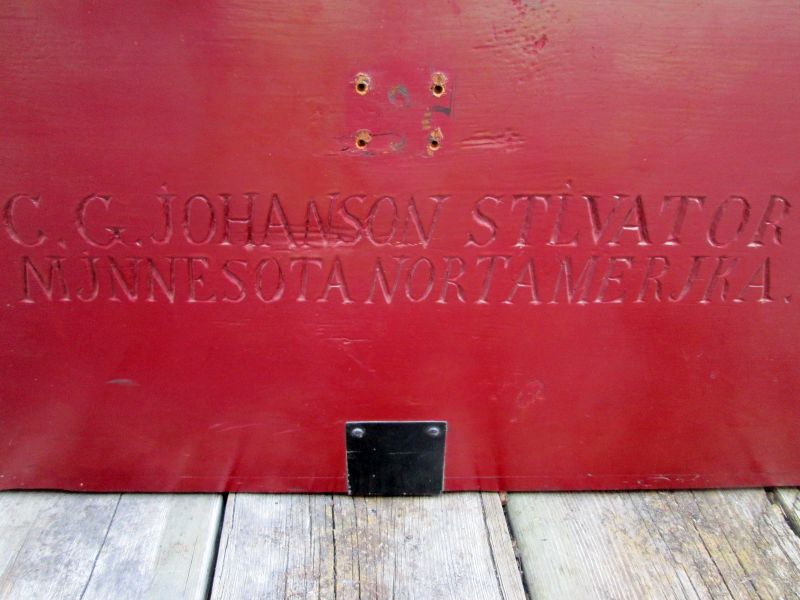 C. G. JOHANSON STILVATOR
MJNNESOTA NORTAMERJKA.